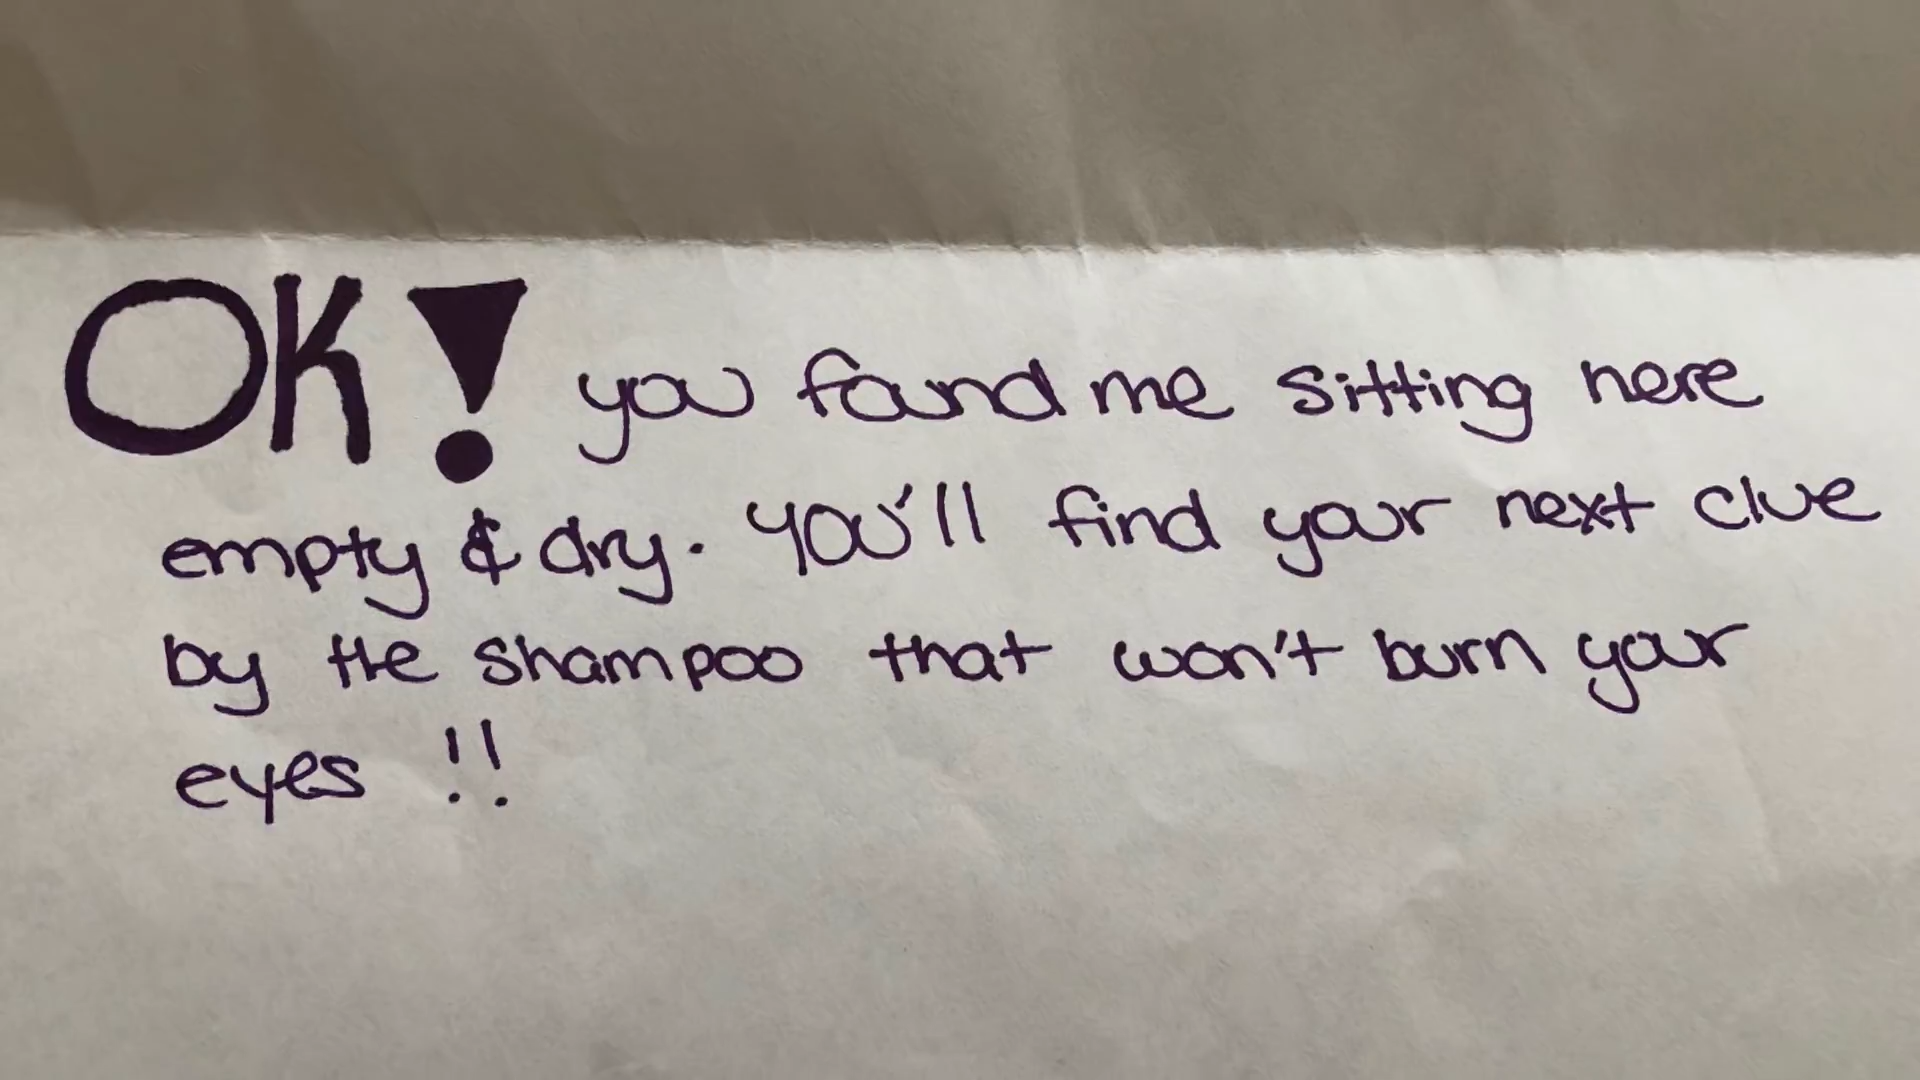 OK! you found me sitting here
empty & dry. You'll find your next clue
by the shampoo that won't burn your
eyes !!